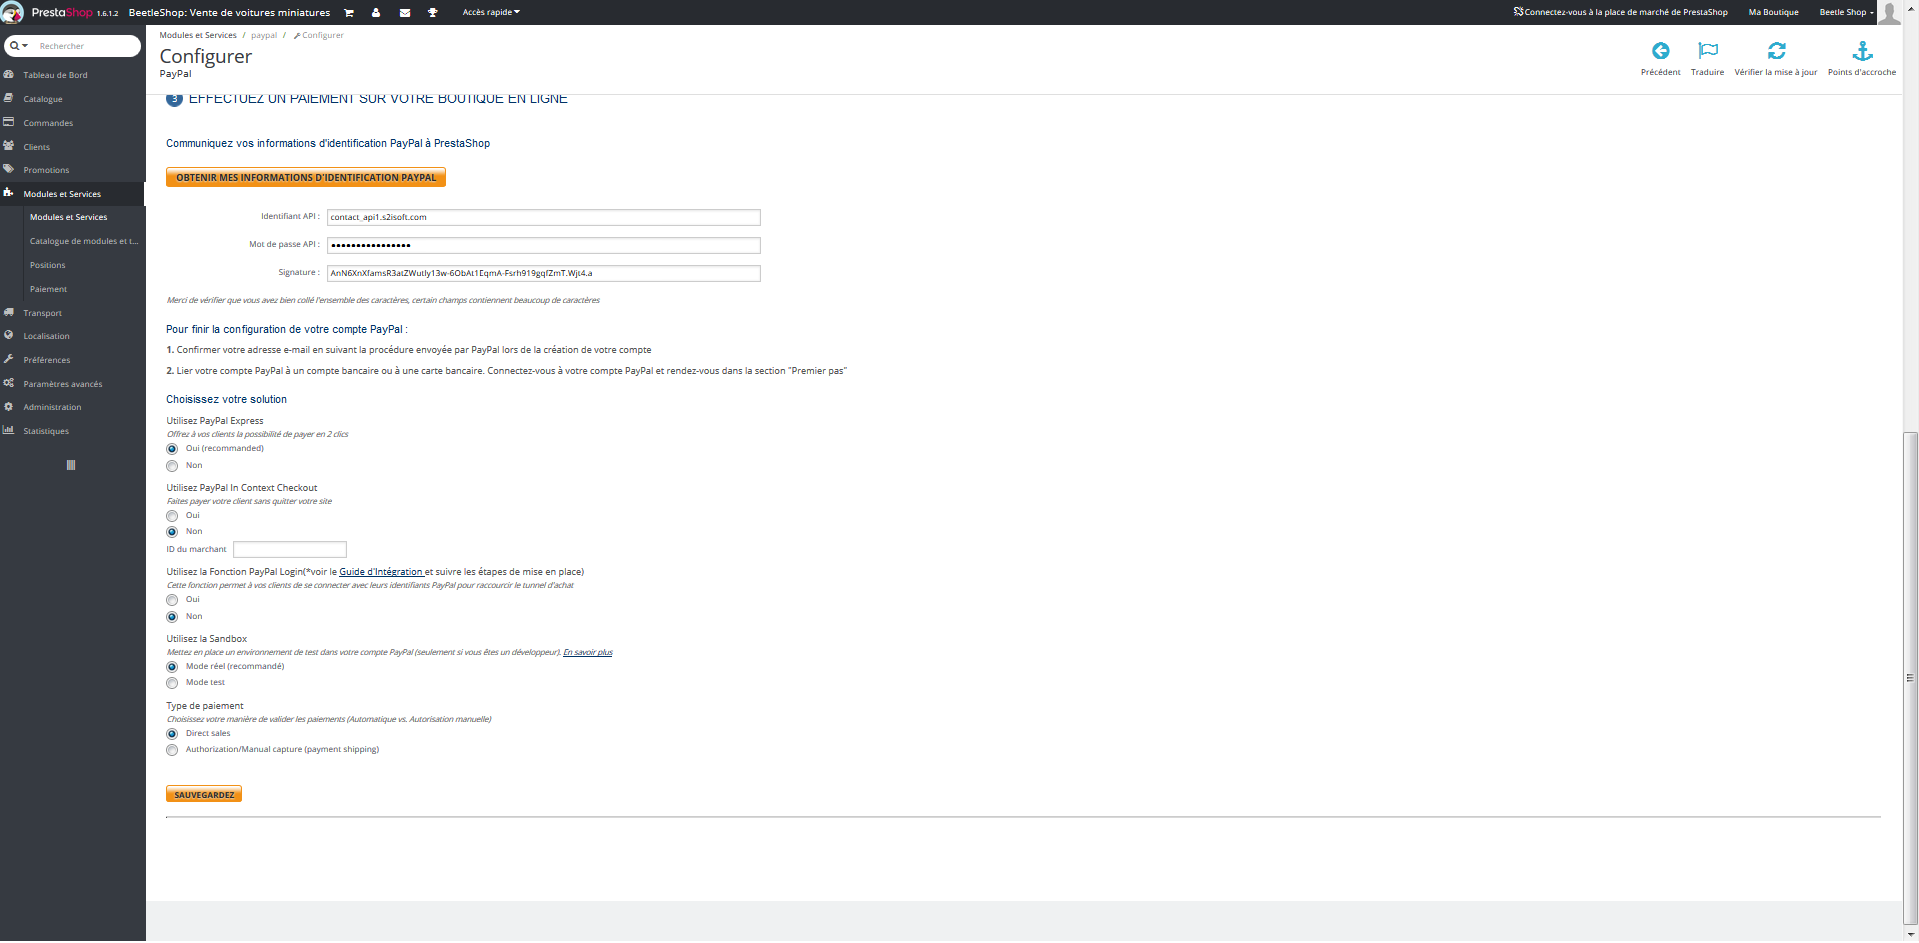 PrestaShop 1.6.1.2 BeetleShop: Vente de voitures miniatures Accès rapide Connectez-vous à la place de marché de PrestaShop Ma Boutique Beetle Shop
Rechercher
Tableau de Bord
Catalogue
Commandes
Clients
Promotions
Modules et Services
Modules et Services
Catalogue de modules et t...
Positions
Paiement
Transport
Localisation
Préférences
Paramètres avancés
Administration
Statistiques
Modules et Services / paypal / Configurer
Configurer
PayPal
Précédent Traduire Vérifier la mise à jour Points d'accroche
3 EFFECTUEZ UN PAIEMENT SUR VOTRE BOUTIQUE EN LIGNE
Communiquez vos informations d'identification PayPal à PrestaShop
OBTENIR MES INFORMATIONS D'IDENTIFICATION PAYPAL
Identifiant API : contact_api1.s2isoft.com
Mot de passe API : ••••••••••••••••
Signature : AnN6XnXfamsR3atZWutly13w-6ObAt1EqmA-Fsrh919gqfZmT.Wjt4.a
Merci de vérifier que vous avez bien collé l'ensemble des caractères, certain champs contiennent beaucoup de caractères
Pour finir la configuration de votre compte PayPal :
1. Confirmer votre adresse e-mail en suivant la procédure envoyée par PayPal lors de la création de votre compte
2. Lier votre compte PayPal à un compte bancaire ou à une carte bancaire. Connectez-vous à votre compte PayPal et rendez-vous dans la section "Premier pas"
Choisissez votre solution
Utilisez PayPal Express
Offrez à vos clients la possibilité de payer en 2 clics
Oui (recommanded)
Non
Utilisez PayPal In Context Checkout
Faites payer votre client sans quitter votre site
Oui
Non
ID du marchant
Utilisez la Fonction PayPal Login(*voir le Guide d'Intégration et suivre les étapes de mise en place)
Cette fonction permet à vos clients de se connecter avec leurs identifiants PayPal pour raccourcir le tunnel d'achat
Oui
Non
Utilisez la Sandbox
Mettez en place un environnement de test dans votre compte PayPal (seulement si vous êtes un développeur). En savoir plus
Mode réel (recommandé)
Mode test
Type de paiement
Choisissez votre manière de valider les paiements (Automatique vs. Autorisation manuelle)
Direct sales
Authorization/Manual capture (payment shipping)
SAUVEGARDEZ